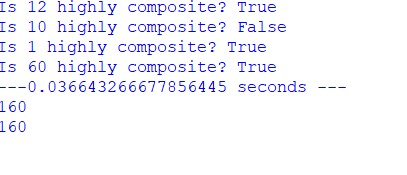 Is 12 highly composite? True
Is 10 highly composite? False
Is 1 highly composite? True
Is 60 highly composite? True
---0.036643266677856445 seconds ---
160
160